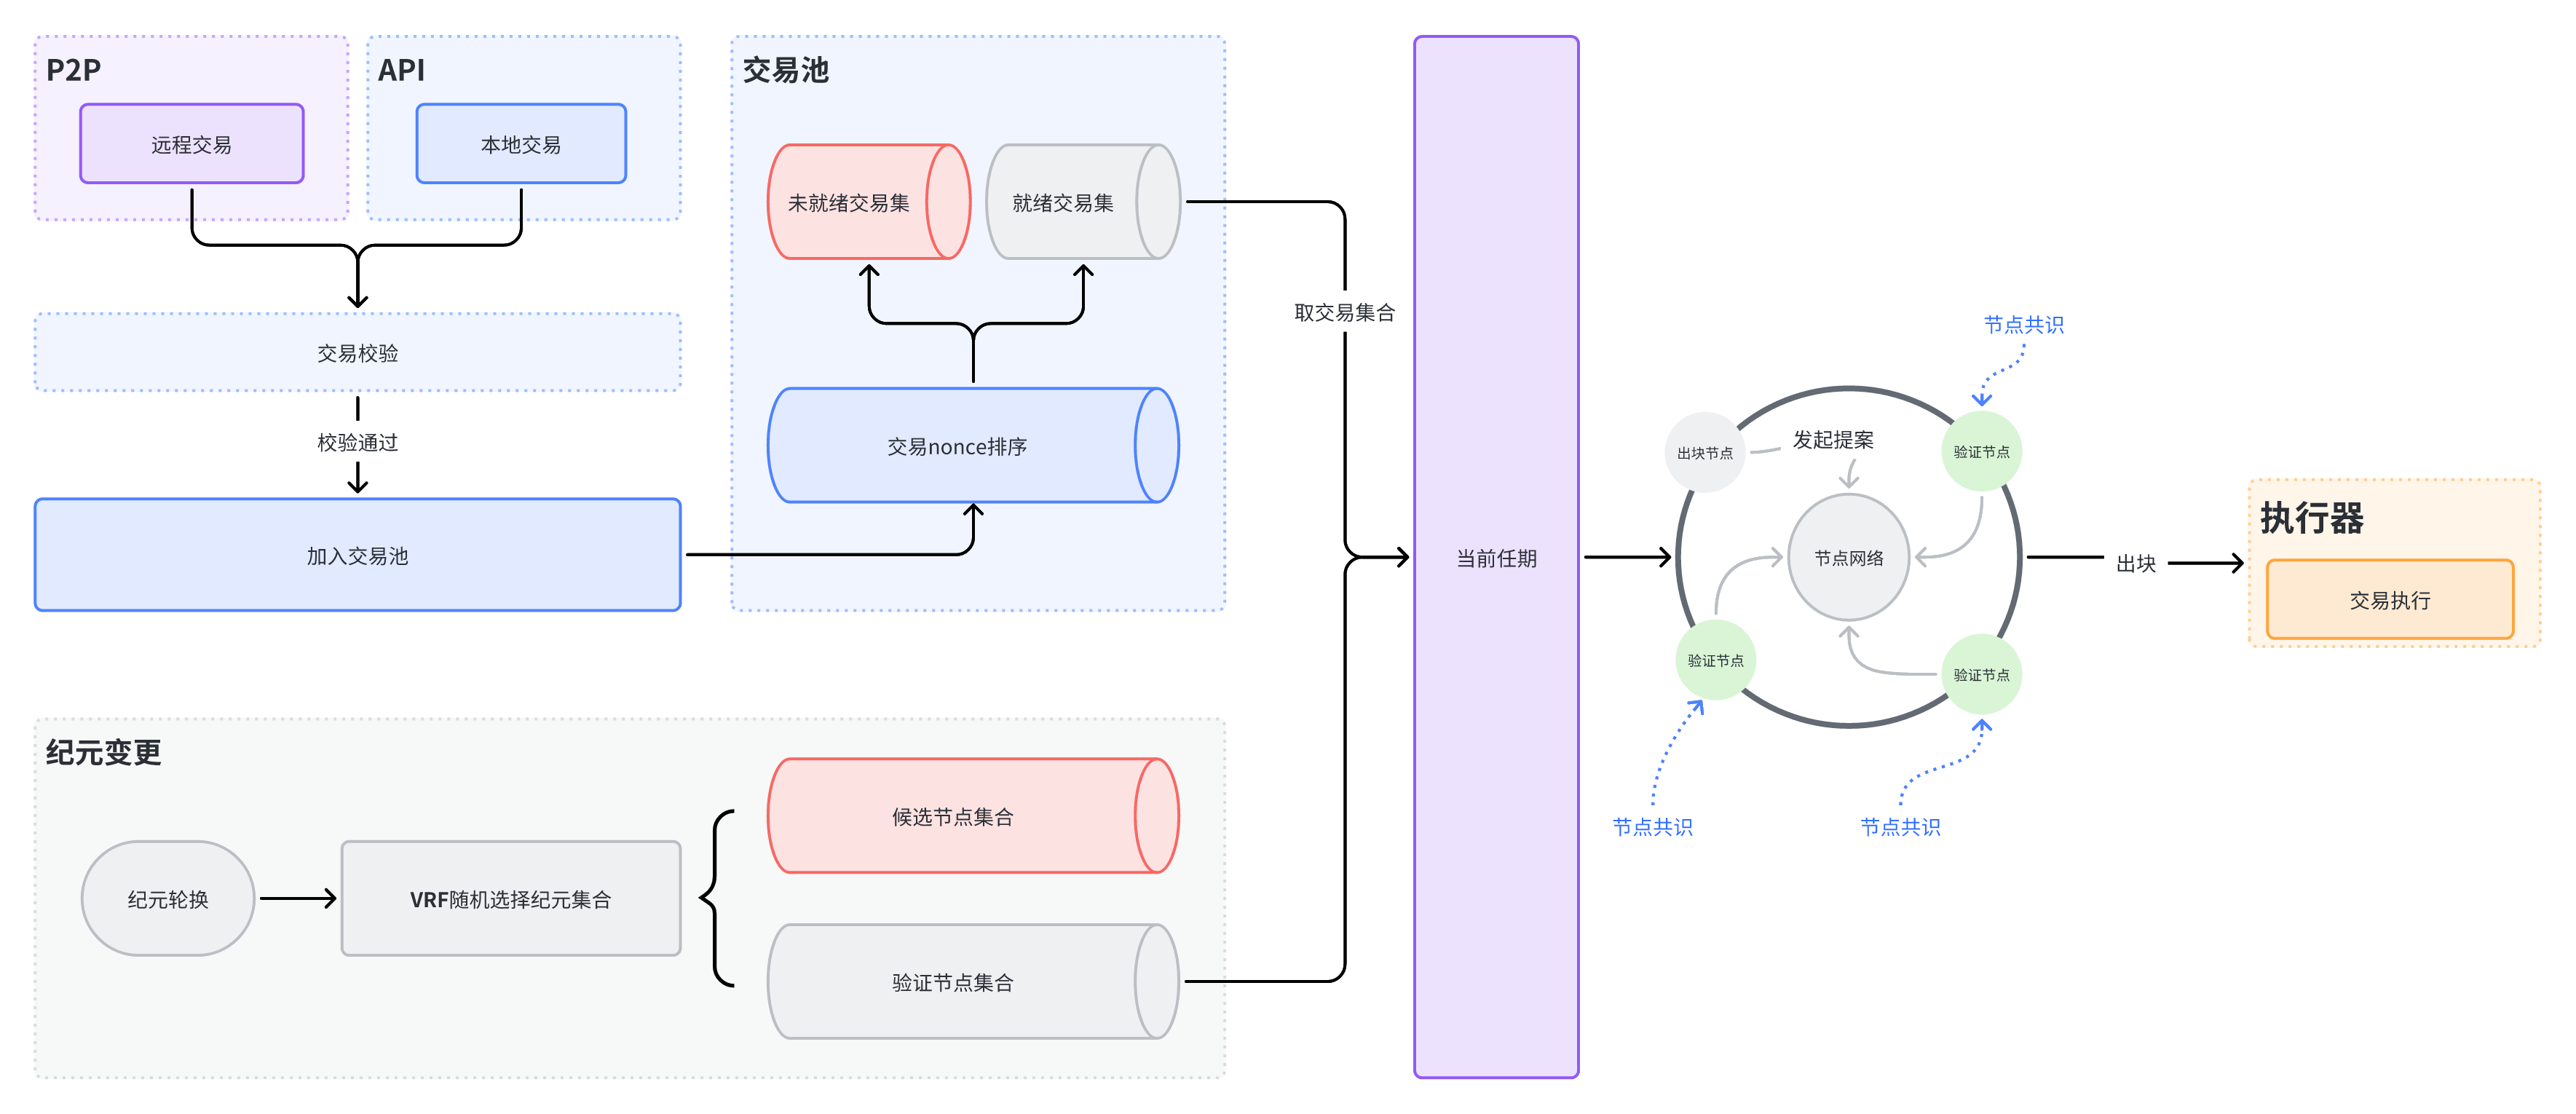 P2P
远程交易
API
本地交易
交易校验
校验通过
加入交易池
交易池
未就绪交易集
就绪交易集
交易nonce排序
取交易集合
纪元变更
纪元轮换
VRF随机选择纪元集合
候选节点集合
验证节点集合
当前任期
节点共识
出块节点
发起提案
验证节点
节点网络
验证节点
验证节点
节点共识
节点共识
出块
执行器
交易执行